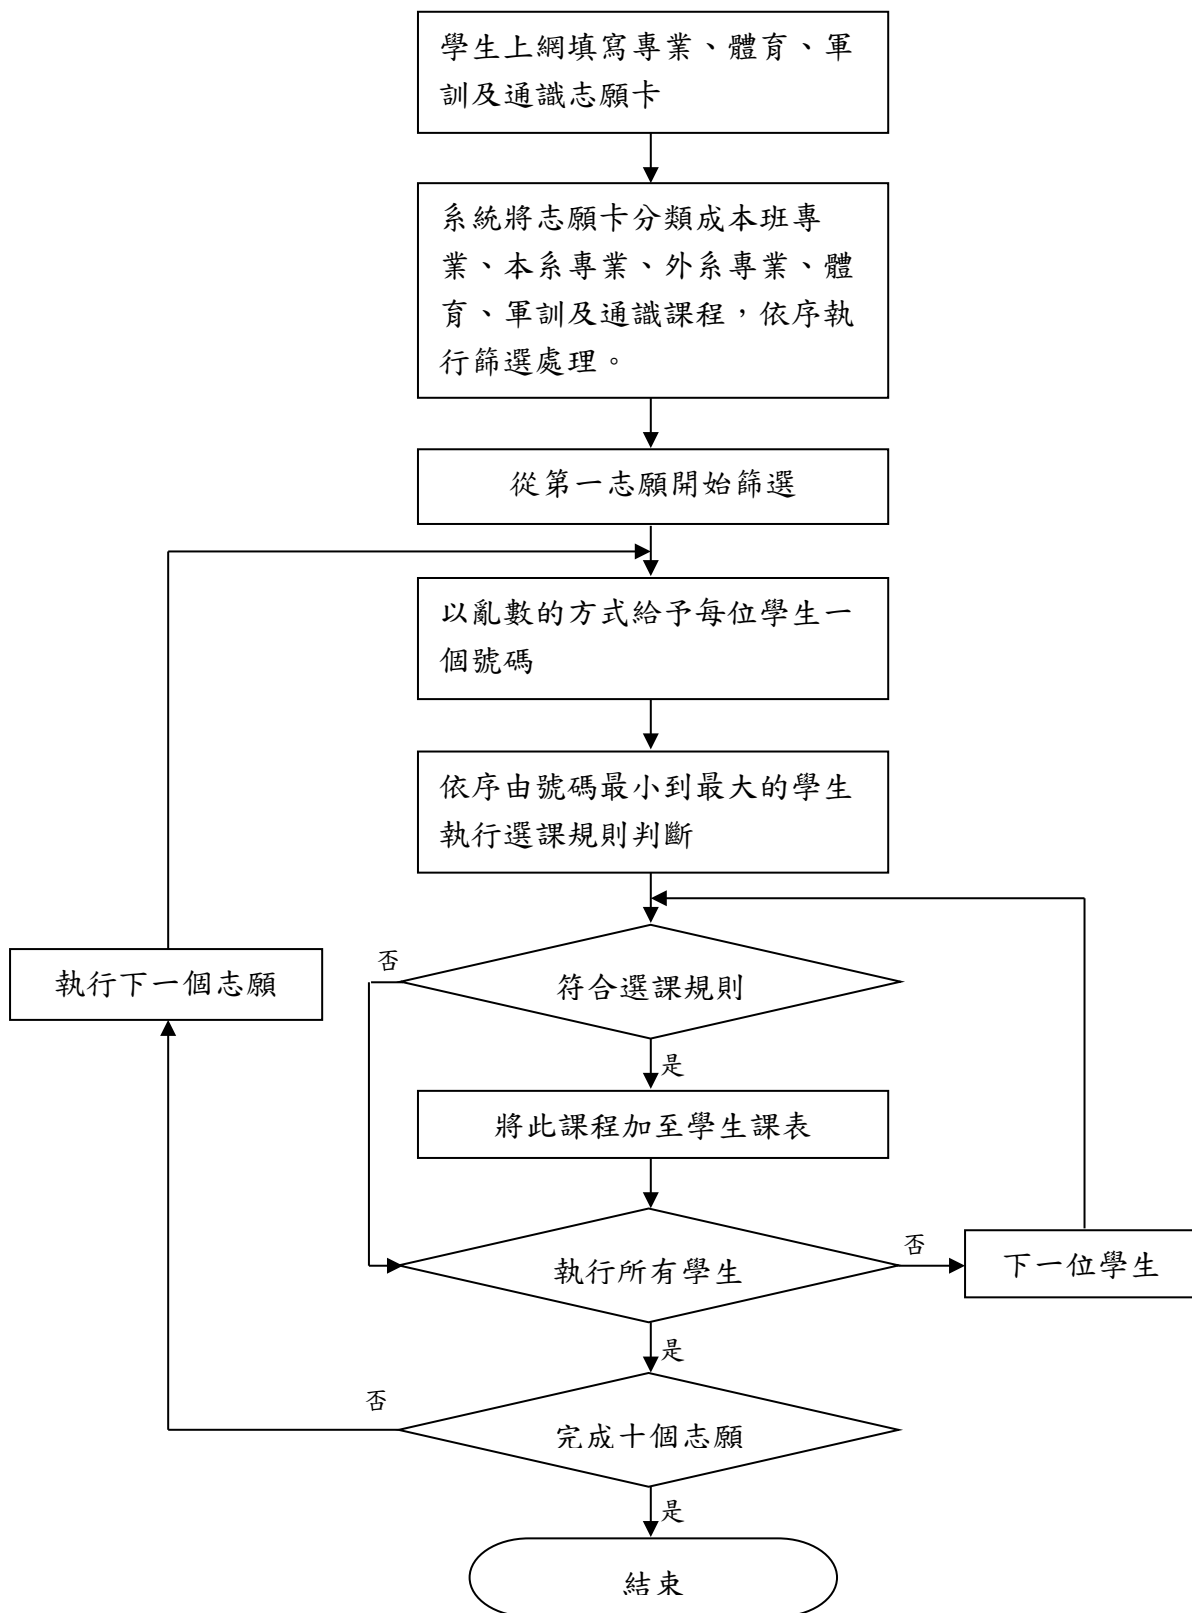 學生上網填寫專業、體育、軍
訓及通識志願卡
系統將志願卡分類成本班專
業、本系專業、外系專業、體
育、軍訓及通識課程，依序執
行篩選處理。
從第一志願開始篩選
以亂數的方式給予每位學生一
個號碼
依序由號碼最小到最大的學生
執行選課規則判斷
執行下一個志願
否
符合選課規則
是
將此課程加至學生課表
執行所有學生
否
下一位學生
是
否
完成十個志願
是
結束